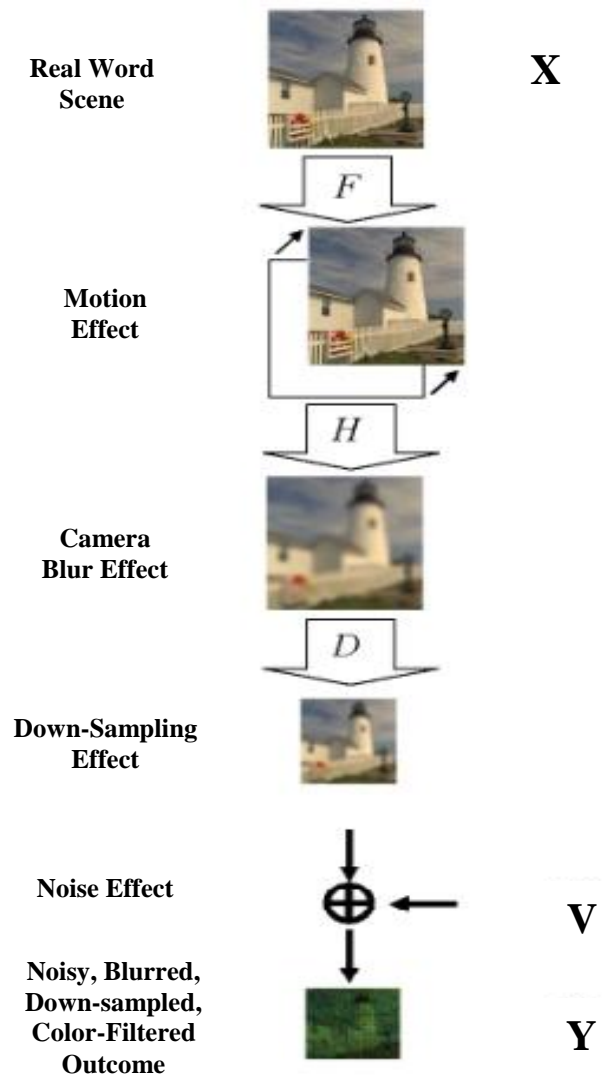 Real Word
Scene
X
F
Motion
Effect
H
Camera
Blur Effect
D
Down-Sampling
Effect
Noise Effect
V
Noisy, Blurred,
Down-sampled,
Color-Filtered
Outcome
Y